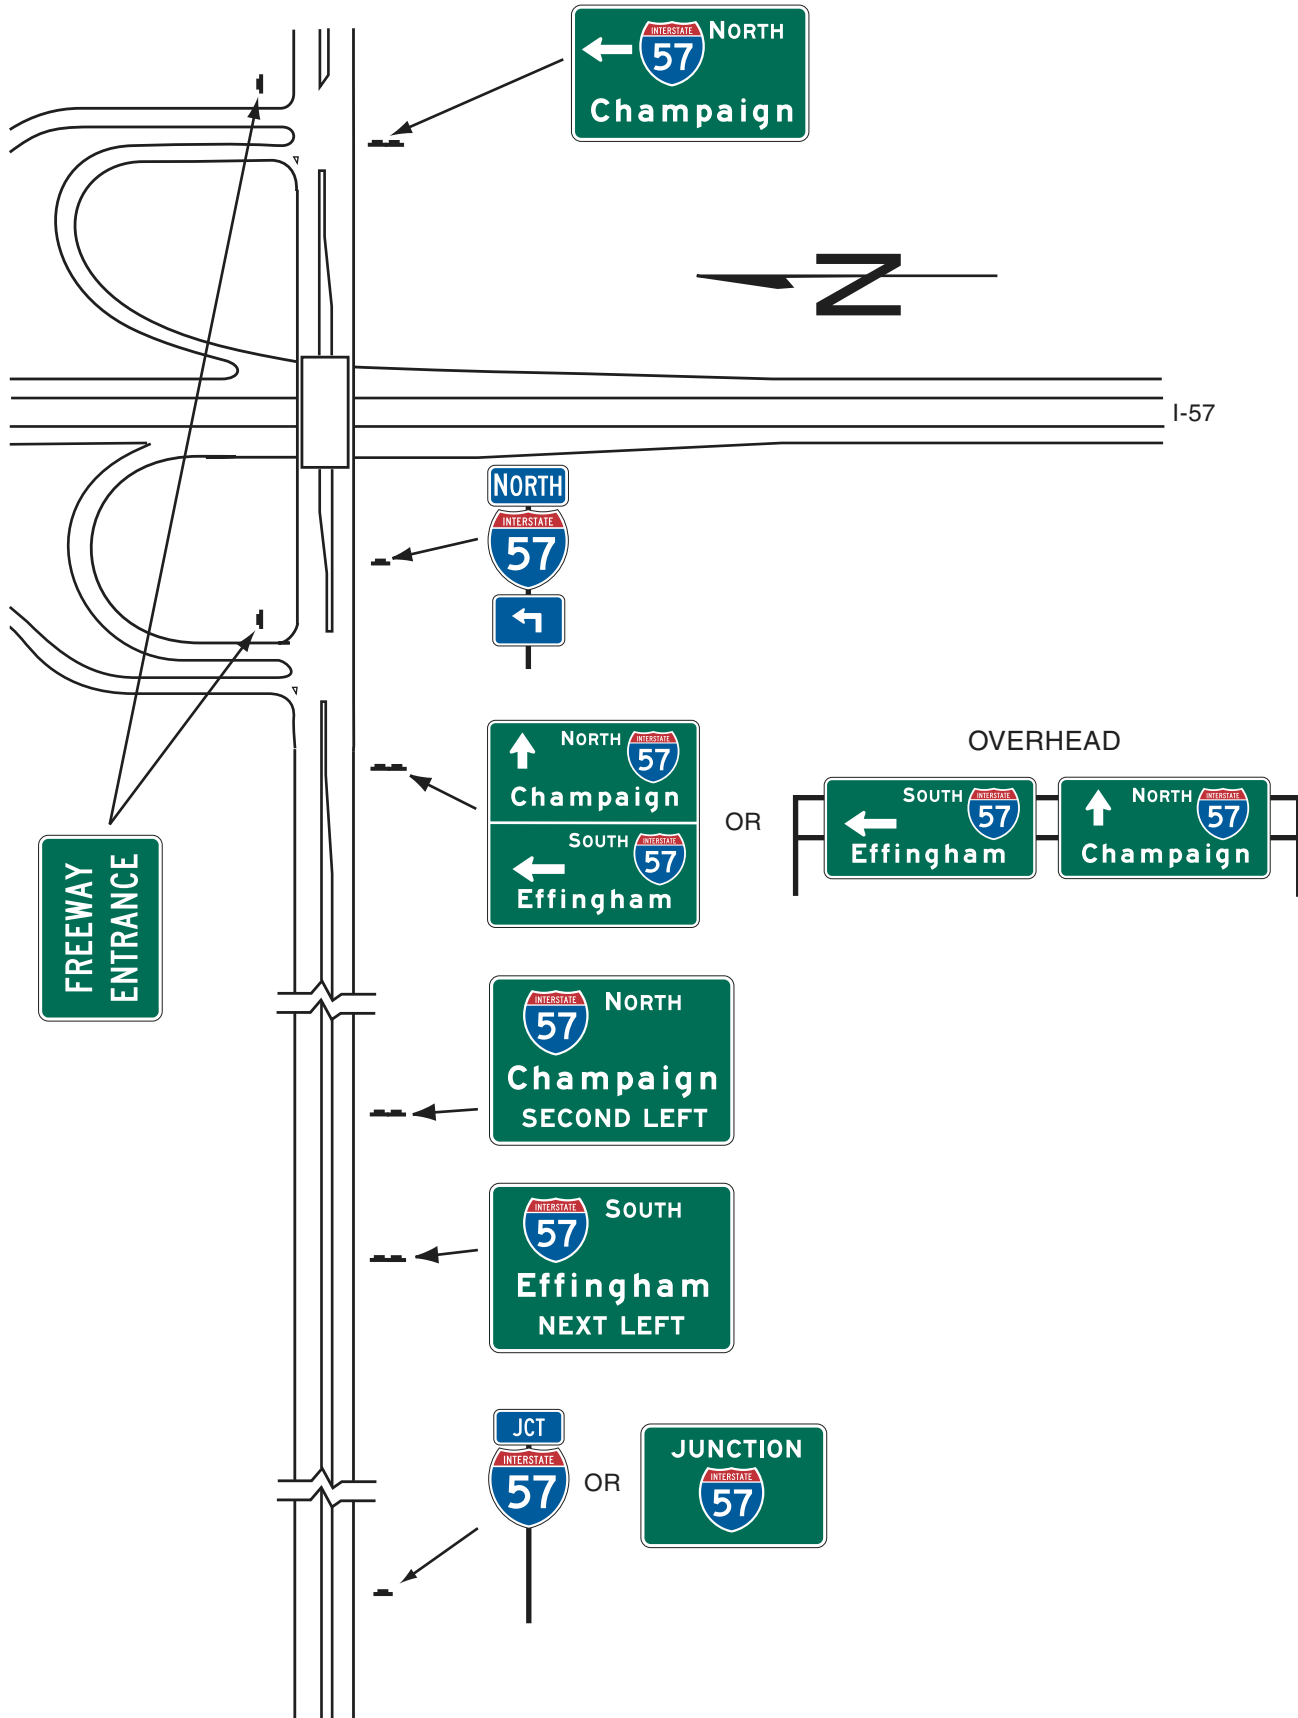 INTERSTATE
57 NORTH
Champaign
N
I-57
NORTH
INTERSTATE
57
NORTH INTERSTATE 57
Champaign
SOUTH INTERSTATE 57
Effingham
OR
OVERHEAD
SOUTH INTERSTATE 57
Effingham
NORTH INTERSTATE 57
Champaign
FREEWAY
ENTRANCE
INTERSTATE
57 NORTH
Champaign
SECOND LEFT
INTERSTATE
57 SOUTH
Effingham
NEXT LEFT
JCT
INTERSTATE
57
OR
JUNCTION
INTERSTATE
57